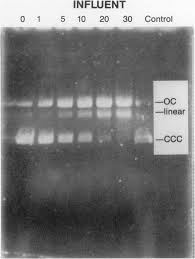 INFLUENT
0 1 5 10 20 30 Control
—OC
—linear
—CCC